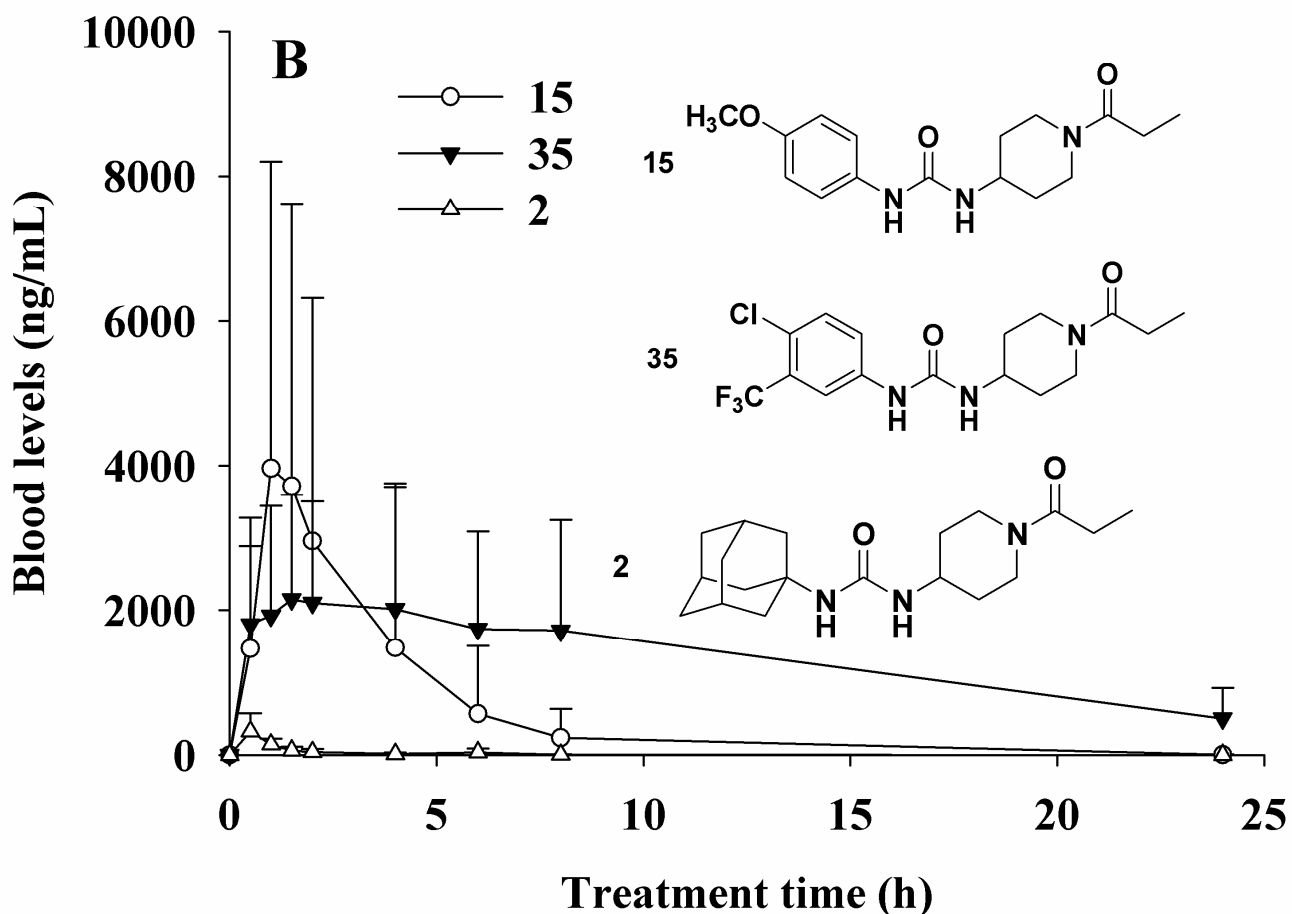 B
Blood levels (ng/mL)
10000
8000
6000
4000
2000
0
15
35
2
15
H₃CO
O
N
H
N
H
N
O
35
Cl
F₃C
O
N
H
N
H
N
O
2
O
N
H
N
H
N
O
0 5 10 15 20 25
Treatment time (h)